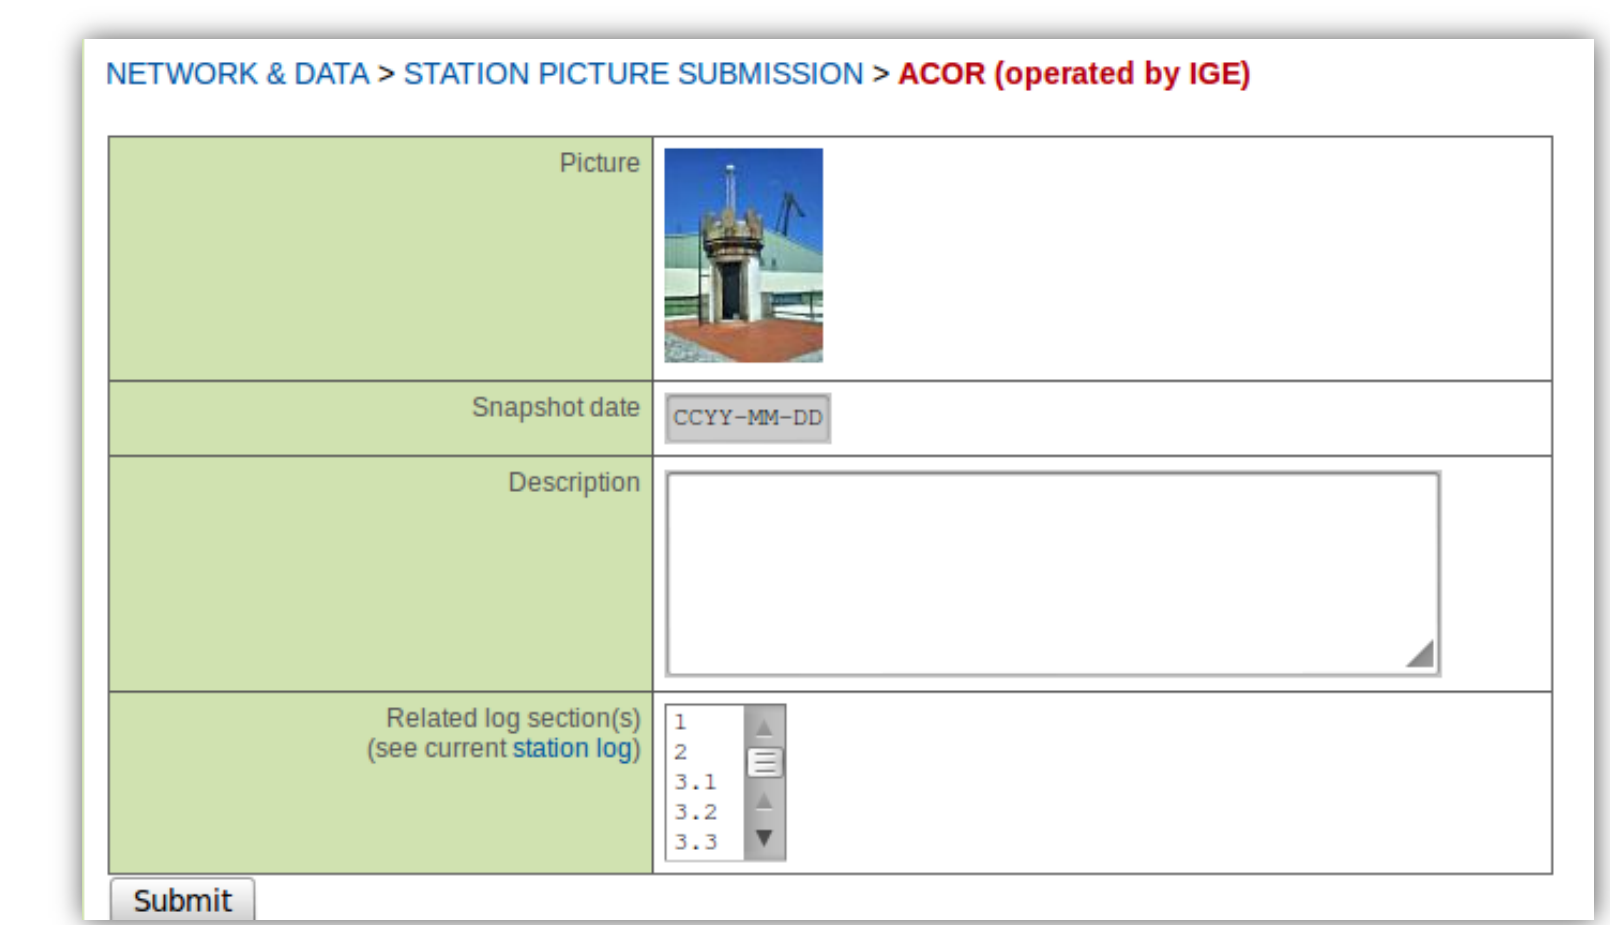 NETWORK & DATA > STATION PICTURE SUBMISSION > ACOR (operated by IGE)
Picture
Snapshot date
CCYY-MM-DD
Description
Related log section(s)
(see current station log)
1
2
3.1
3.2
3.3
Submit